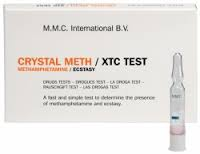 M.M.C. International B.V.
CRYSTAL METH / XTC TEST
METHAMPHETAMINE / ECSTASY
DRUGS TESTS - DROGUES TEST - LA DROGA TEST -
RAUSCHGIFT TEST - LAS DROGAS TEST
A fast and simple test to determine the presence
of methamphetamine and ecstasy.
M.M.C.